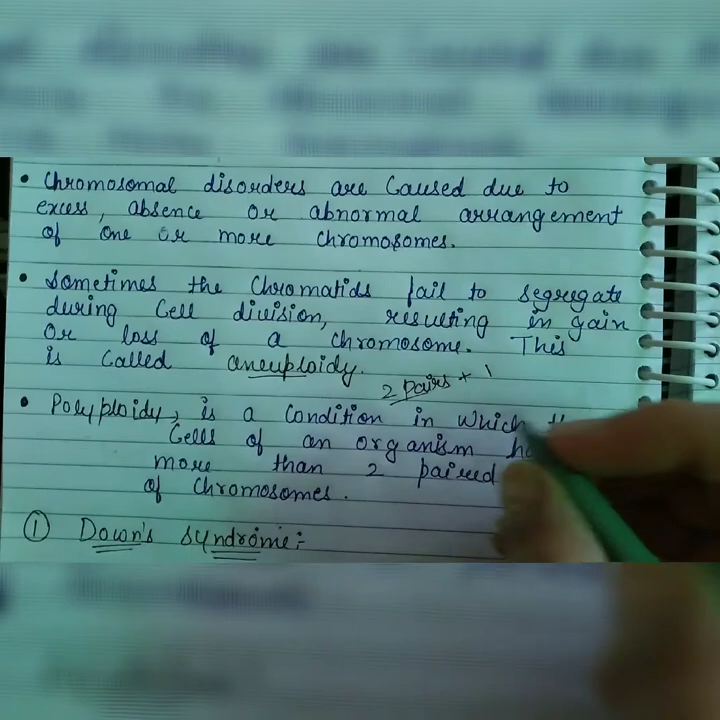 • Chromosomal disorders are Caused due to
excess, absence or abnormal arrangement
of one or more chromosomes.
• Sometimes the Chromatids fail to segregate
during Cell division, resulting in gain
or loss of a chromosome. This
is Called aneuploidy.
2 pairs + 1
• Polyploidy, is a Condition in which
Cells of an organism
more than 2 paired
of Chromosomes.
① Down's Syndrome:-